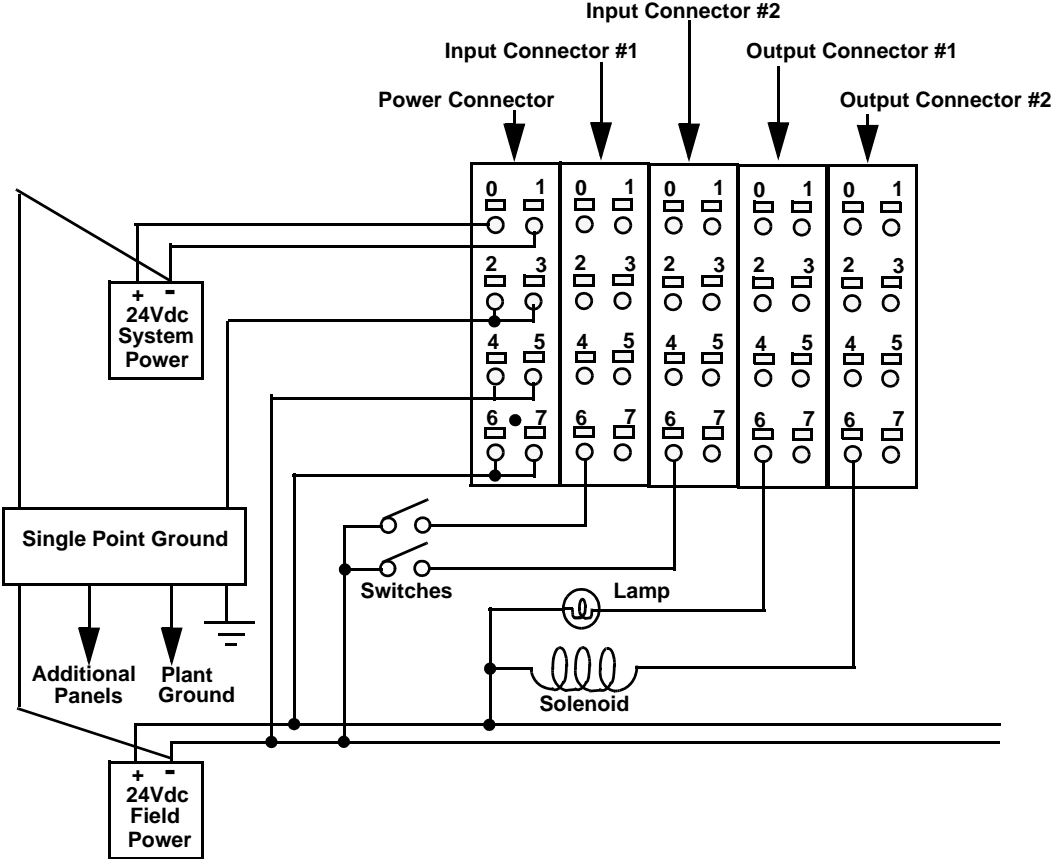 Input Connector #2
Input Connector #1
Output Connector #1
Power Connector
Output Connector #2
0 1 0 1 0 1 0 1 0 1
2 3 2 3 2 3 2 3 2 3
+ -
24Vdc
System
Power
4 5 4 5 4 5 4 5 4 5
6 7 6 7 6 7 6 7 6 7
Single Point Ground
Switches
Lamp
Additional
Panels
Plant
Ground
Solenoid
+ -
24Vdc
Field
Power